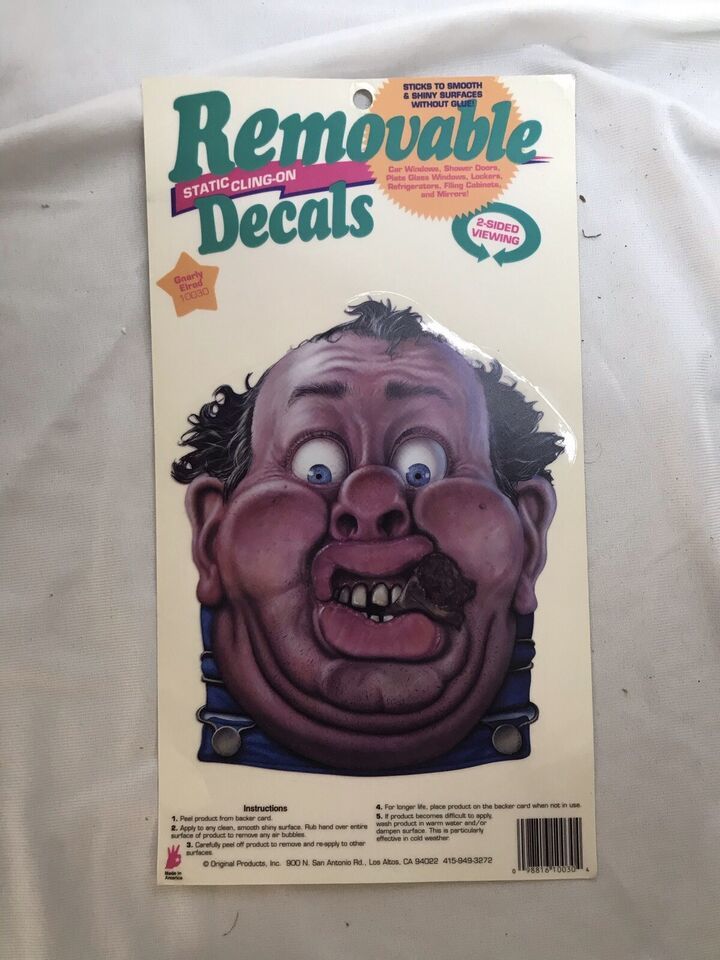 STICKS TO SMOOTH
& SHINY SURFACES
WITHOUT GLUE!
Removable
Car Windows, Shower Doors,
Plate Glass Windows, Lockers,
Refrigerators, Filing Cabinets,
and Mirrors!
STATIC CLING-ON
Decals
2-SIDED
VIEWING
Gnarly
Elrod
10030
Instructions
1. Peel product from backer card.
2. Apply to any clean, smooth shiny surface. Rub hand over entire
surface of product to remove any air bubbles.
3. Carefully peel off product to remove and re-apply to other
surfaces.
4. For longer life, place product on the backer card when not in use.
5. If product becomes difficult to apply,
wash product in warm water and/or
dampen surface. This is particularly
effective in cold weather.
Made in
America
© Original Products, Inc. 900 N. San Antonio Rd., Los Altos, CA 94022 415-949-3272
0 98816 10030 4